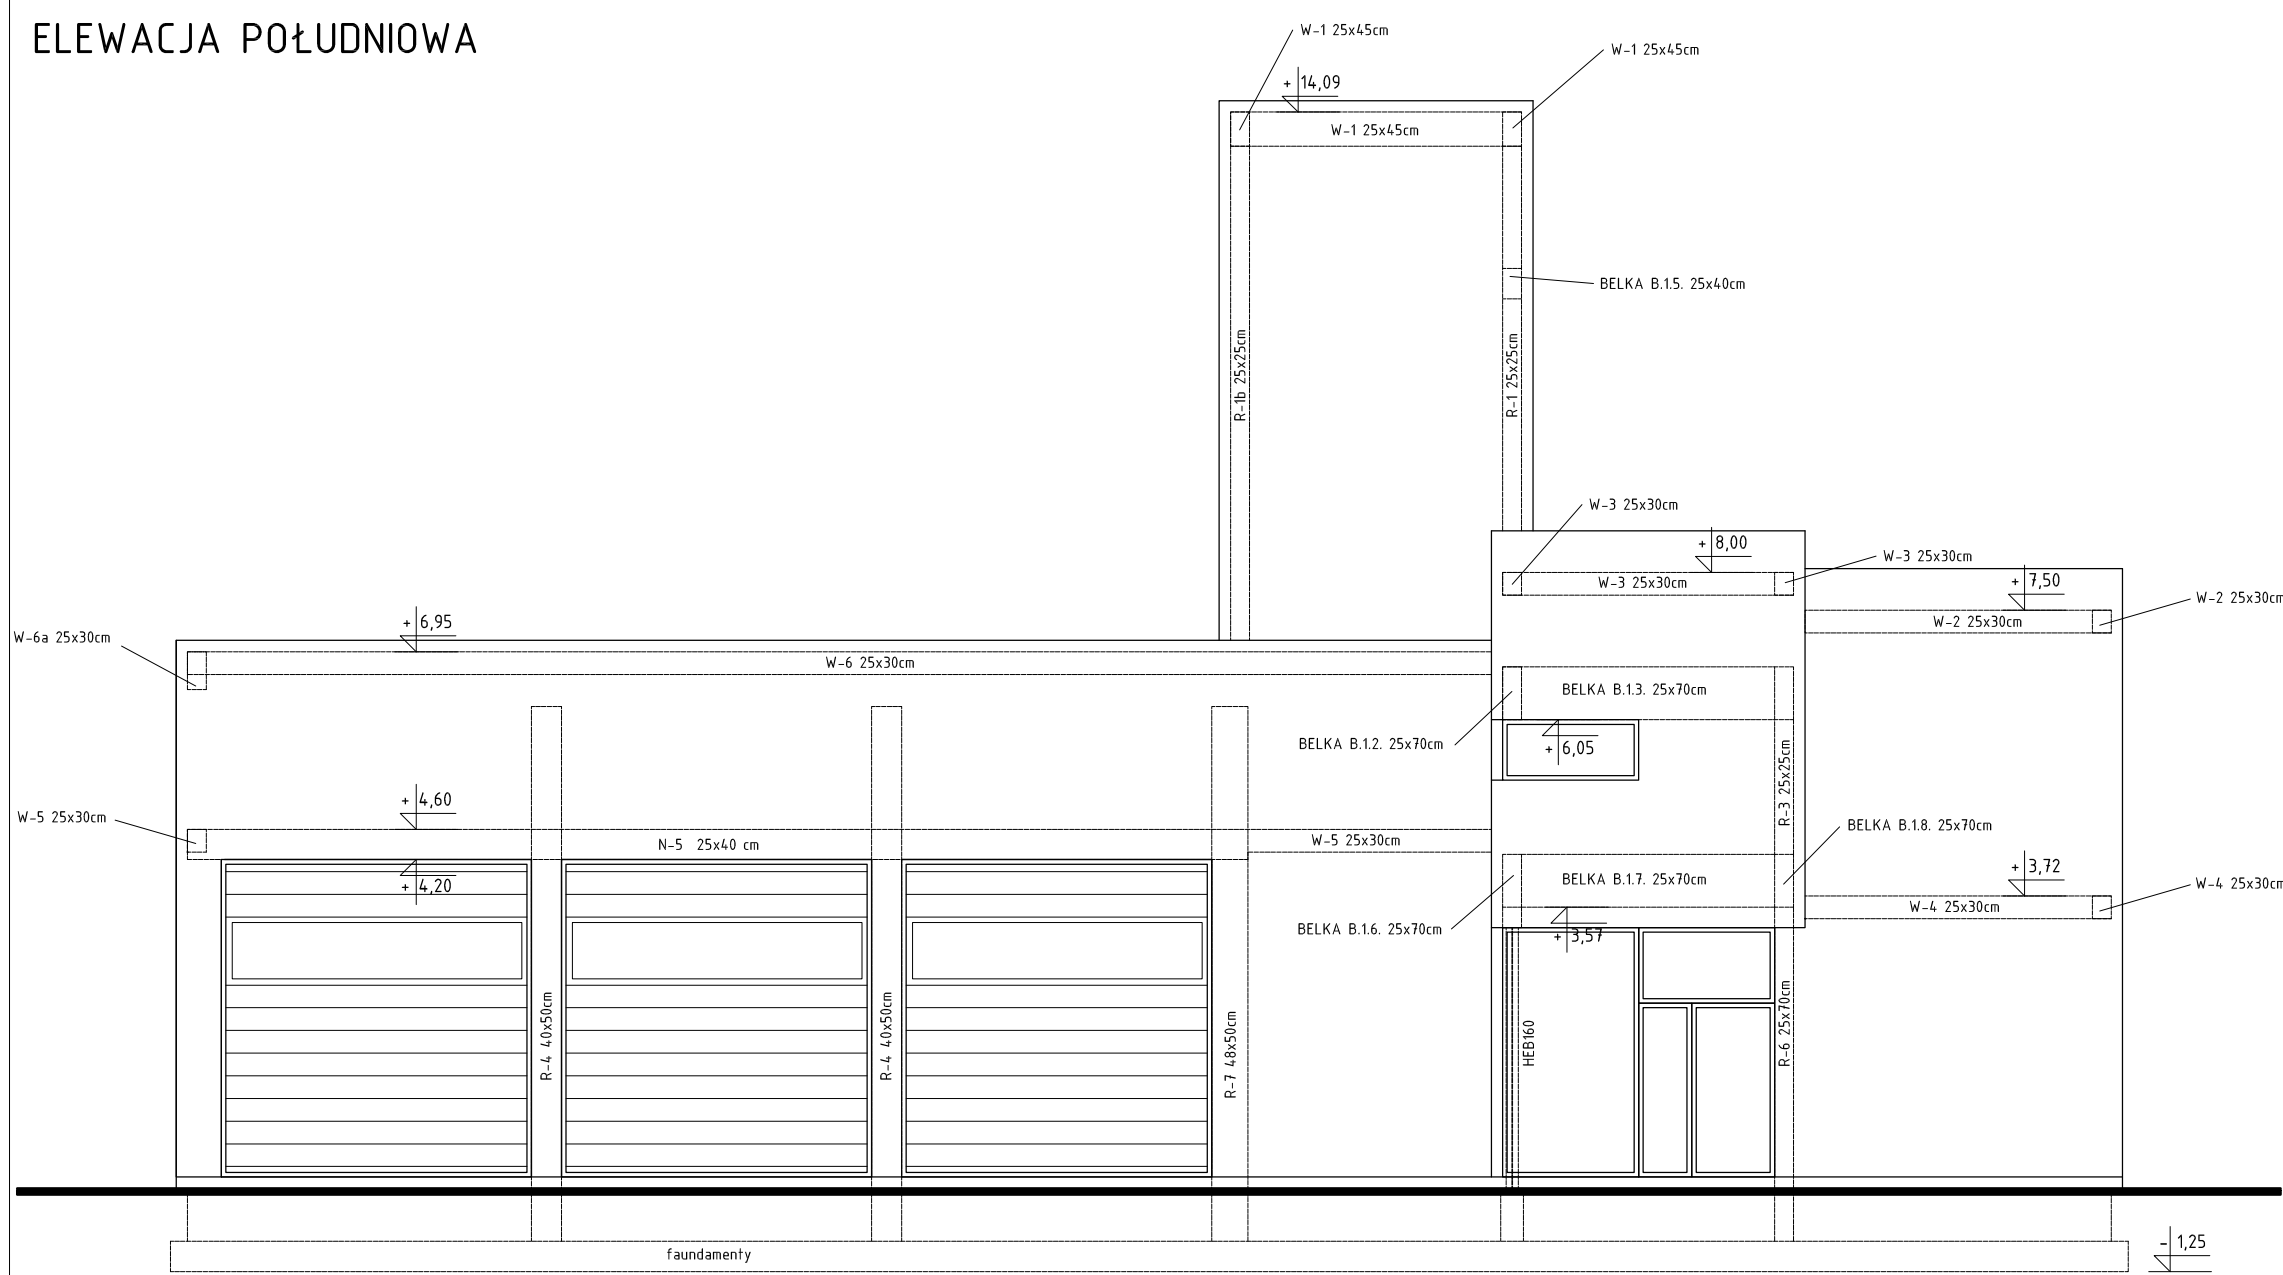 ELEWACJA POŁUDNIOWA
W-1 25x45cm
W-1 25x45cm
+ 14,09
W-1 25x45cm
BELKA B.1.5. 25x40cm
R-1b 25x25cm
R-1 25x25cm
W-3 25x30cm
+ 8,00
W-3 25x30cm
W-3 25x30cm
+ 7,50
W-2 25x30cm
W-2 25x30cm
+ 6,95
W-6a 25x30cm
W-6 25x30cm
BELKA B.1.3. 25x70cm
BELKA B.1.2. 25x70cm
+ 6,05
R-3 25x25cm
+ 4,60
W-5 25x30cm
N-5 25x40 cm
W-5 25x30cm
BELKA B.1.8. 25x70cm
+ 4,20
BELKA B.1.7. 25x70cm
+ 3,72
W-4 25x30cm
W-4 25x30cm
BELKA B.1.6. 25x70cm
+ 3,57
R-4 40x50cm
R-4 40x50cm
R-7 48x50cm
HEB160
R-6 25x70cm
faundamenty
- 1,25